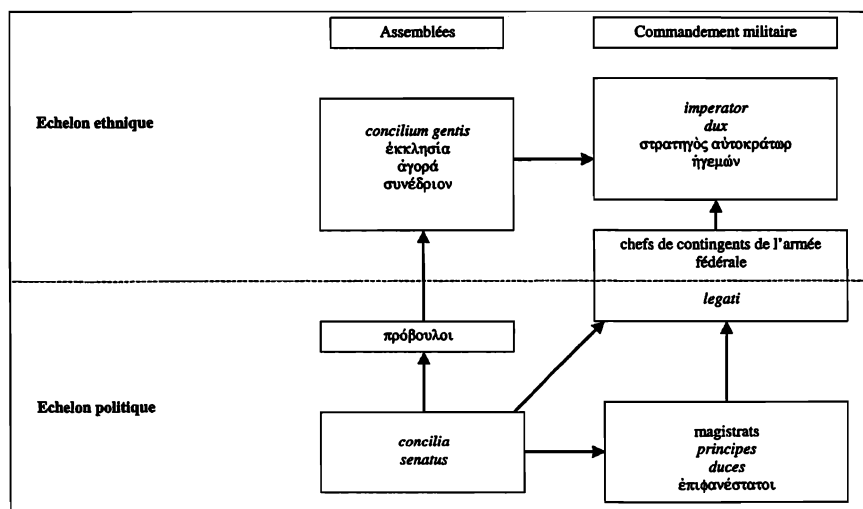 Assemblées
Commandement militaire
Echelon ethnique
concilium gentis
ἐκκλησία
ἀγορά
συνέδριον
imperator
dux
στρατηγὸς αὐτοκράτωρ
ἡγεμών
chefs de contingents de l'armée
fédérale
legati
πρόβουλοι
Echelon politique
concilia
senatus
magistrats
principes
duces
ἐπιφανέστατοι